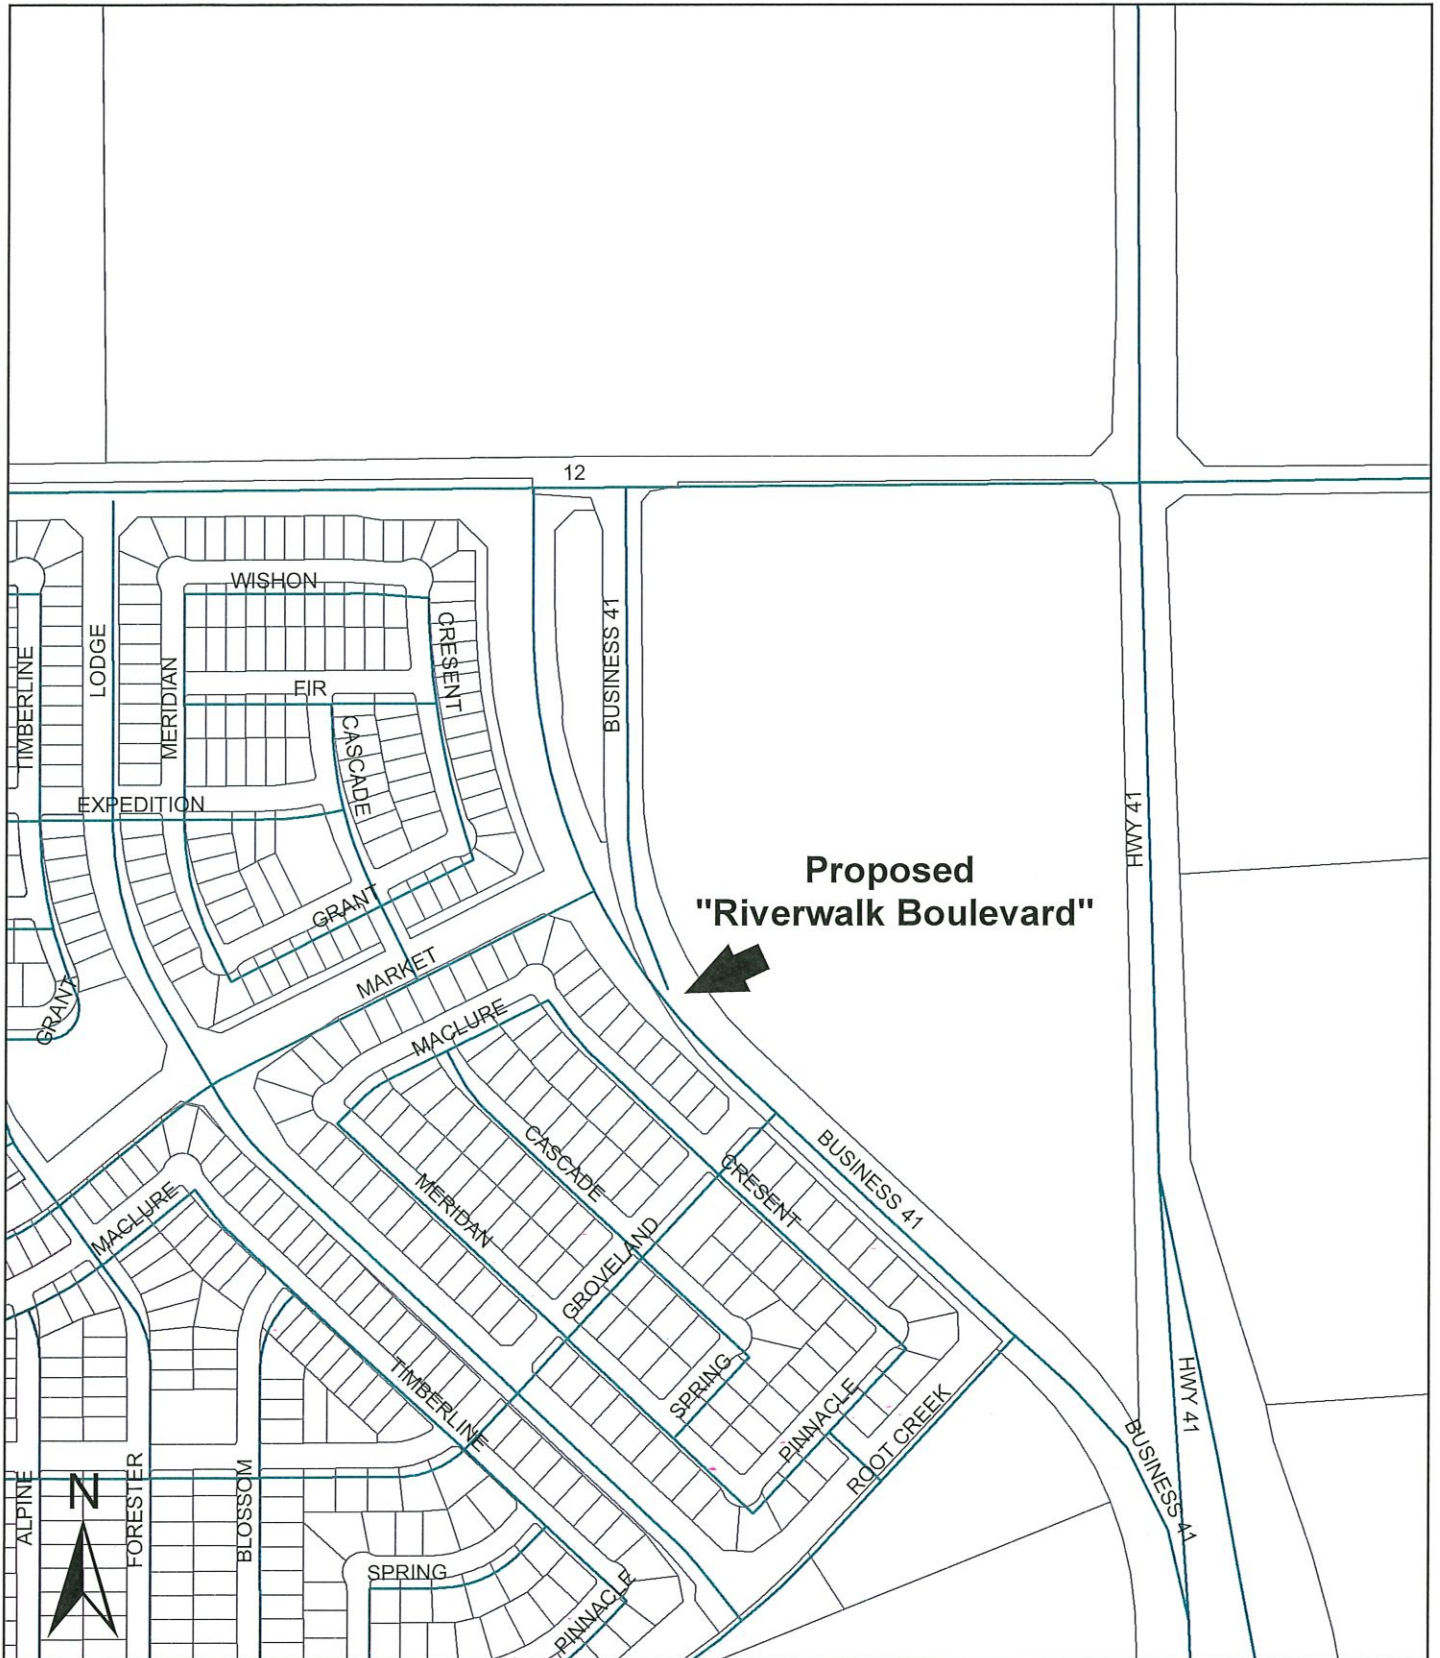 12
WISHON
CRESENT
BUSINESS 41
LODGE
TIMBERLINE
MERIDIAN
FIR
CASCADE
EXPEDITION
HWY 41
Proposed
"Riverwalk Boulevard"
GRANT
MARKET
GRANT
MACLURE
BUSINESS 41
CASCADE
CRESENT
MERIDAN
MACLURE
GROVELAND
TIMBERLINE
SPRING
PINNACLE
ROOT CREEK
HWY 41
BUSINESS 41
N
ALPINE
FORESTER
BLOSSOM
SPRING
PINNACLE